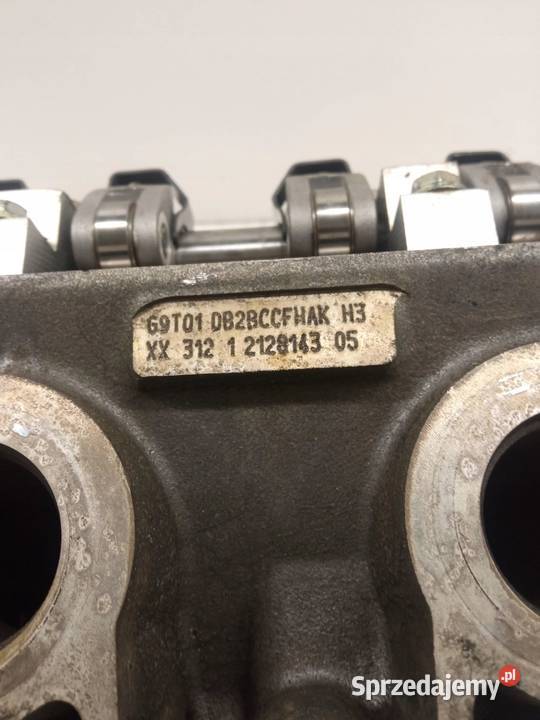 G9T01 DB2BCCFHAK H3
XX 312 1 2128143 05
Sprzedajemy.pl